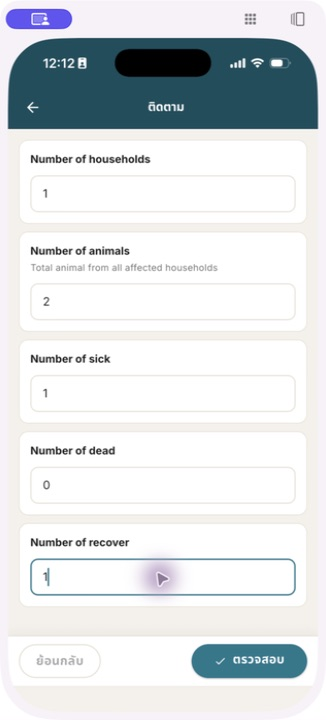 12:12
ติดตาม
Number of households
1
Number of animals
Total animal from all affected households
2
Number of sick
1
Number of dead
0
Number of recover
1
ย้อนกลับ
ตรวจสอบ